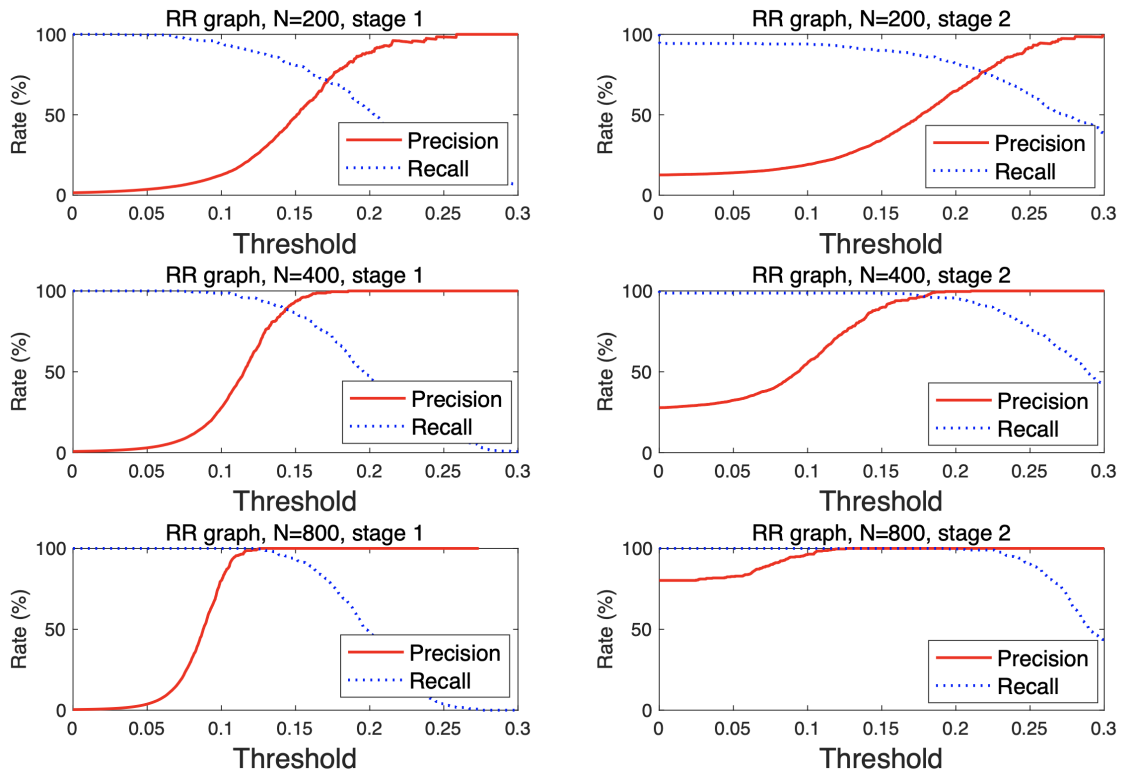 RR graph, N=200, stage 1
100
50
0
Rate (%)
Precision
Recall
0 0.05 0.1 0.15 0.2 0.25 0.3
Threshold
RR graph, N=200, stage 2
100
50
0
Rate (%)
Precision
Recall
0 0.05 0.1 0.15 0.2 0.25 0.3
Threshold
RR graph, N=400, stage 1
100
50
0
Rate (%)
Precision
Recall
0 0.05 0.1 0.15 0.2 0.25 0.3
Threshold
RR graph, N=400, stage 2
100
50
0
Rate (%)
Precision
Recall
0 0.05 0.1 0.15 0.2 0.25 0.3
Threshold
RR graph, N=800, stage 1
100
50
0
Rate (%)
Precision
Recall
0 0.05 0.1 0.15 0.2 0.25 0.3
Threshold
RR graph, N=800, stage 2
100
50
0
Rate (%)
Precision
Recall
0 0.05 0.1 0.15 0.2 0.25 0.3
Threshold